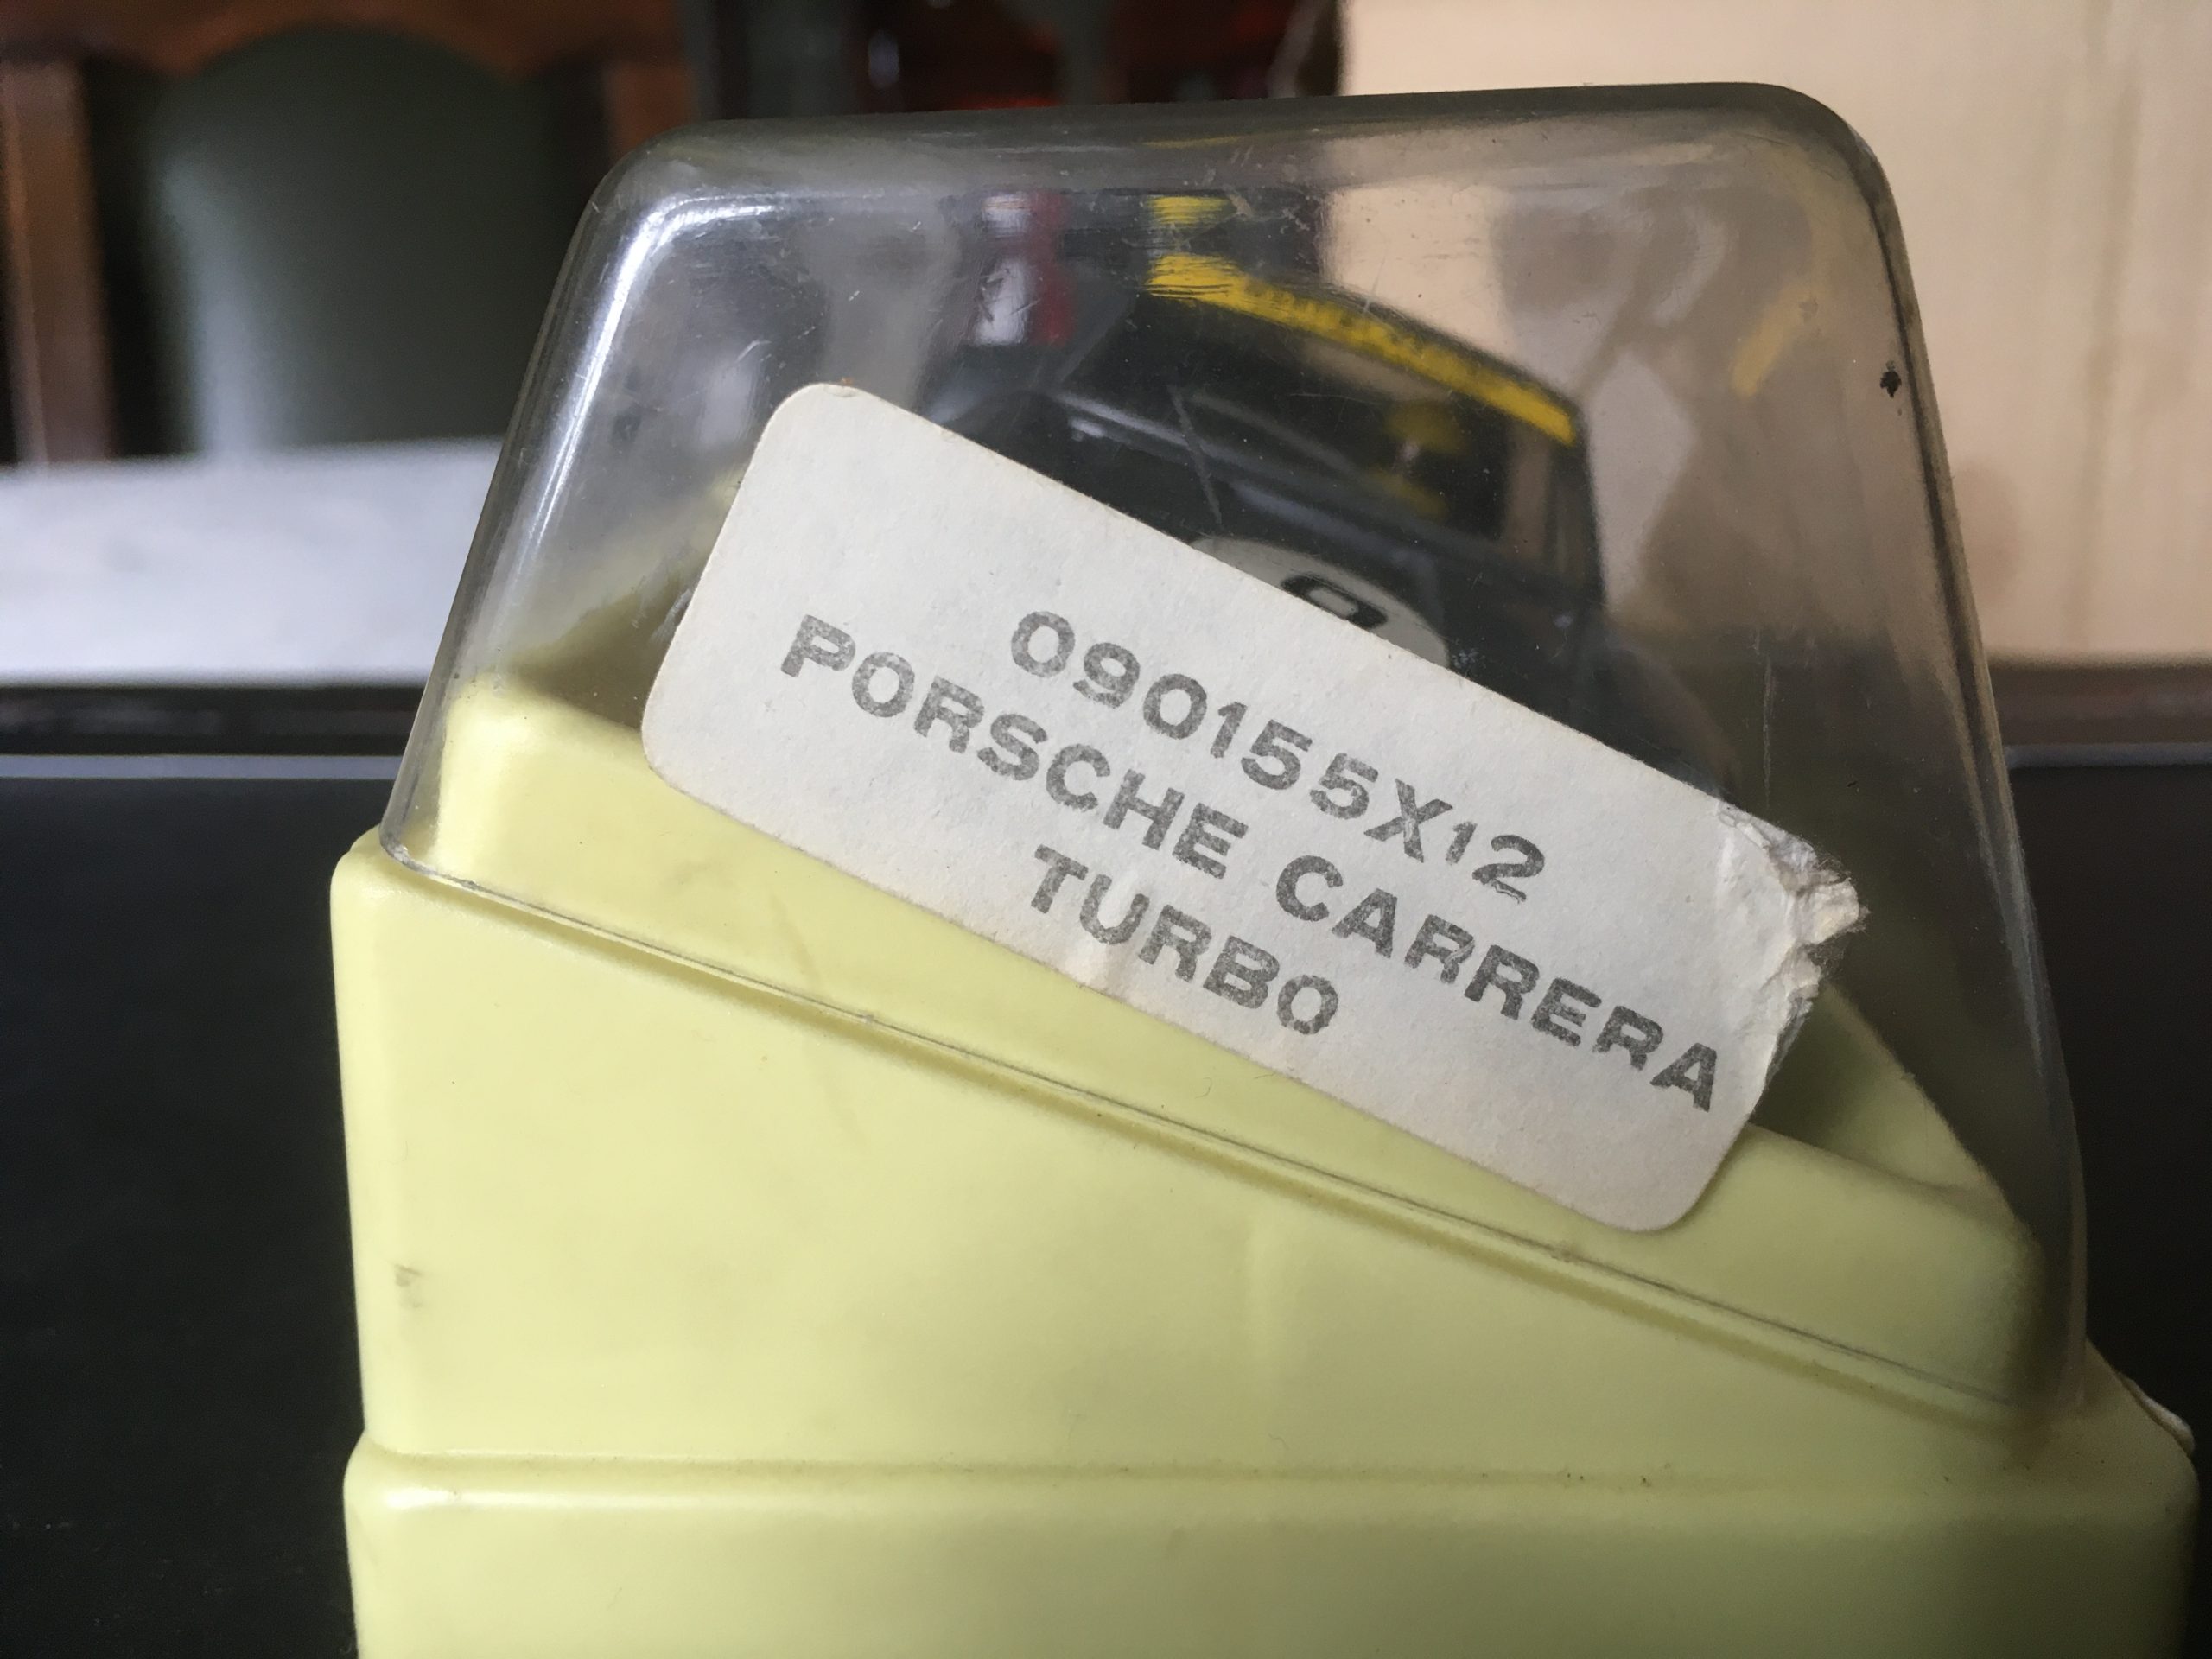 090155X12
PORSCHE CARRERA
TURBO